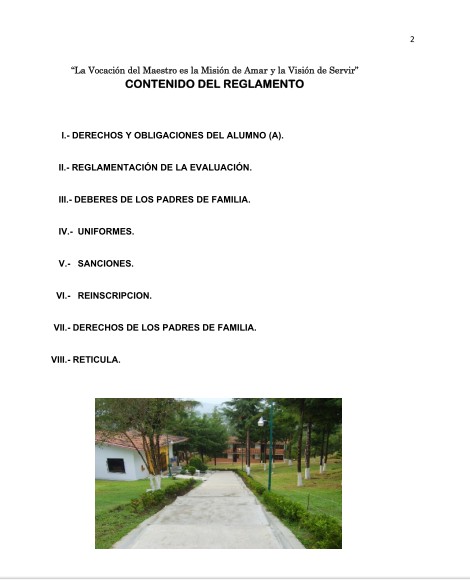 2
“La Vocación del Maestro es la Misión de Amar y la Visión de Servir”
CONTENIDO DEL REGLAMENTO
I.- DERECHOS Y OBLIGACIONES DEL ALUMNO (A).
II.- REGLAMENTACIÓN DE LA EVALUACIÓN.
III.- DEBERES DE LOS PADRES DE FAMILIA.
IV.- UNIFORMES.
V.- SANCIONES.
VI.- REINSCRIPCION.
VII.- DERECHOS DE LOS PADRES DE FAMILIA.
VIII.- RETICULA.